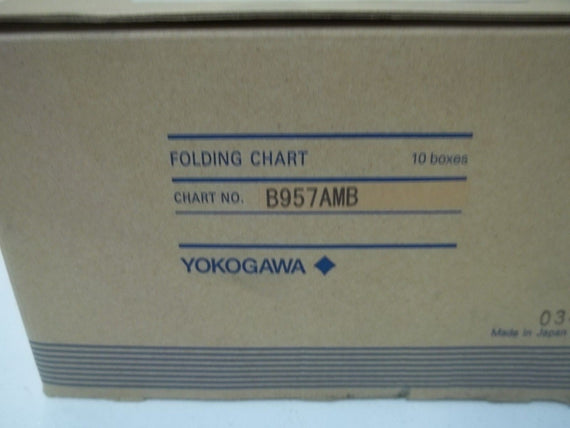 FOLDING CHART 10 boxes
CHART NO. B957AMB
YOKOGAWA
03
Made in Japan